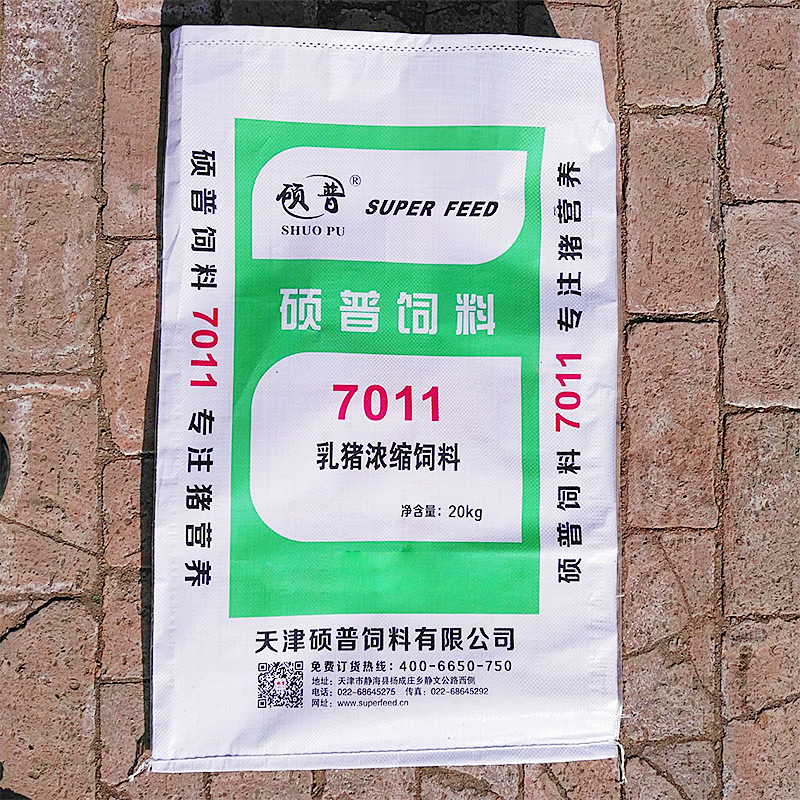 硕普®
SHUO PU
SUPER FEED
硕普饲料
7011
乳猪浓缩饲料
净含量：20kg
硕普饲料 7011 专注猪营养
硕普饲料 7011 专注猪营养
天津硕普饲料有限公司
免费订货热线：400-6650-750
地址：天津市静海县杨成庄乡静文公路西侧
电话：022-68645275 传真：022-68645292
网址：www.superfeed.cn